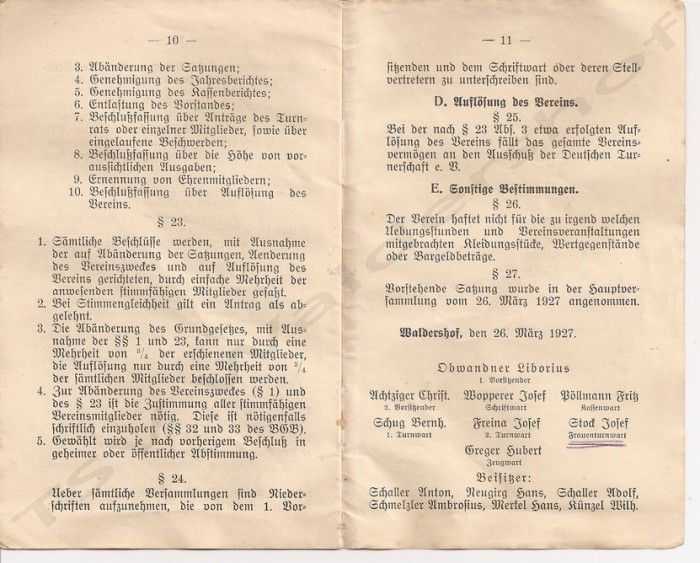 — 10 —
3. Abänderung der Satzungen;
4. Genehmigung des Jahresberichtes;
5. Genehmigung des Kassenberichtes;
6. Entlastung des Vorstandes;
7. Beschlußfassung über Anträge des Turn-
rats oder einzelner Mitglieder, sowie über
eingelaufene Beschwerden;
8. Beschlußfassung über die Höhe von vor-
aussichtlichen Ausgaben;
9. Ernennung von Ehrenmitgliedern;
10. Beschlußfassung über Auflösung des
Vereins.
§ 23.
1. Sämtliche Beschlüsse werden, mit Ausnahme
der auf Abänderung der Satzungen, Aenderung
des Vereinszweckes und auf Auflösung des
Vereins gerichteten, durch einfache Mehrheit der
anwesenden stimmfähigen Mitglieder gefaßt.
2. Bei Stimmengleichheit gilt ein Antrag als ab-
gelehnt.
3. Die Abänderung des Grundgesetzes, mit Aus-
nahme der §§ 1 und 23, kann nur durch eine
Mehrheit von ¾ der erschienenen Mitglieder,
die Auflösung nur durch eine Mehrheit von ¾
der sämtlichen Mitglieder beschlossen werden.
4. Zur Abänderung des Vereinszweckes (§ 1) und
des § 23 ist die Zustimmung aller stimmfähigen
Vereinsmitglieder nötig. Diese ist nötigenfalls
schriftlich einzuholen (§§ 32 und 33 des BGB).
5. Gewählt wird je nach vorherigem Beschluß in
geheimer oder öffentlicher Abstimmung.
§ 24.
Ueber sämtliche Versammlungen sind Nieder-
schriften aufzunehmen, die von dem 1. Vor-
— 11 —
sitzenden und dem Schriftwart oder deren Stell-
vertretern zu unterschreiben sind.
D. Auflösung des Vereins.
§ 25.
Bei der nach § 23 Abs. 3 etwa erfolgten Auf-
lösung des Vereins fällt das gesamte Vereins-
vermögen an den Ausschuß der Deutschen Tur-
nerschaft e. V.
E. Sonstige Bestimmungen.
§ 26.
Der Verein haftet nicht für die zu irgend welchen
Uebungsstunden und Vereinsveranstaltungen
mitgebrachten Kleidungsstücke, Wertgegenstände
oder Bargeldbeträge.
§ 27.
Vorstehende Satzung wurde in der Hauptver-
sammlung vom 26. März 1927 angenommen.
Waldershof, den 26. März 1927.
Obwandner Liborius
1. Vorsitzender
Achtziger Christ. Wopperer Josef Pöllmann Fritz
2. Vorsitzender Schriftwart Kassenwart
Schug Bernh. Freina Josef Stock Josef
1. Turnwart 2. Turnwart Frauenturnwart
Greger Hubert
Zeugwart
Beisitzer:
Schaller Anton, Neugirg Hans, Schaller Adolf,
Schmelzler Ambrosius, Merkel Hans, Künzel Wilh.